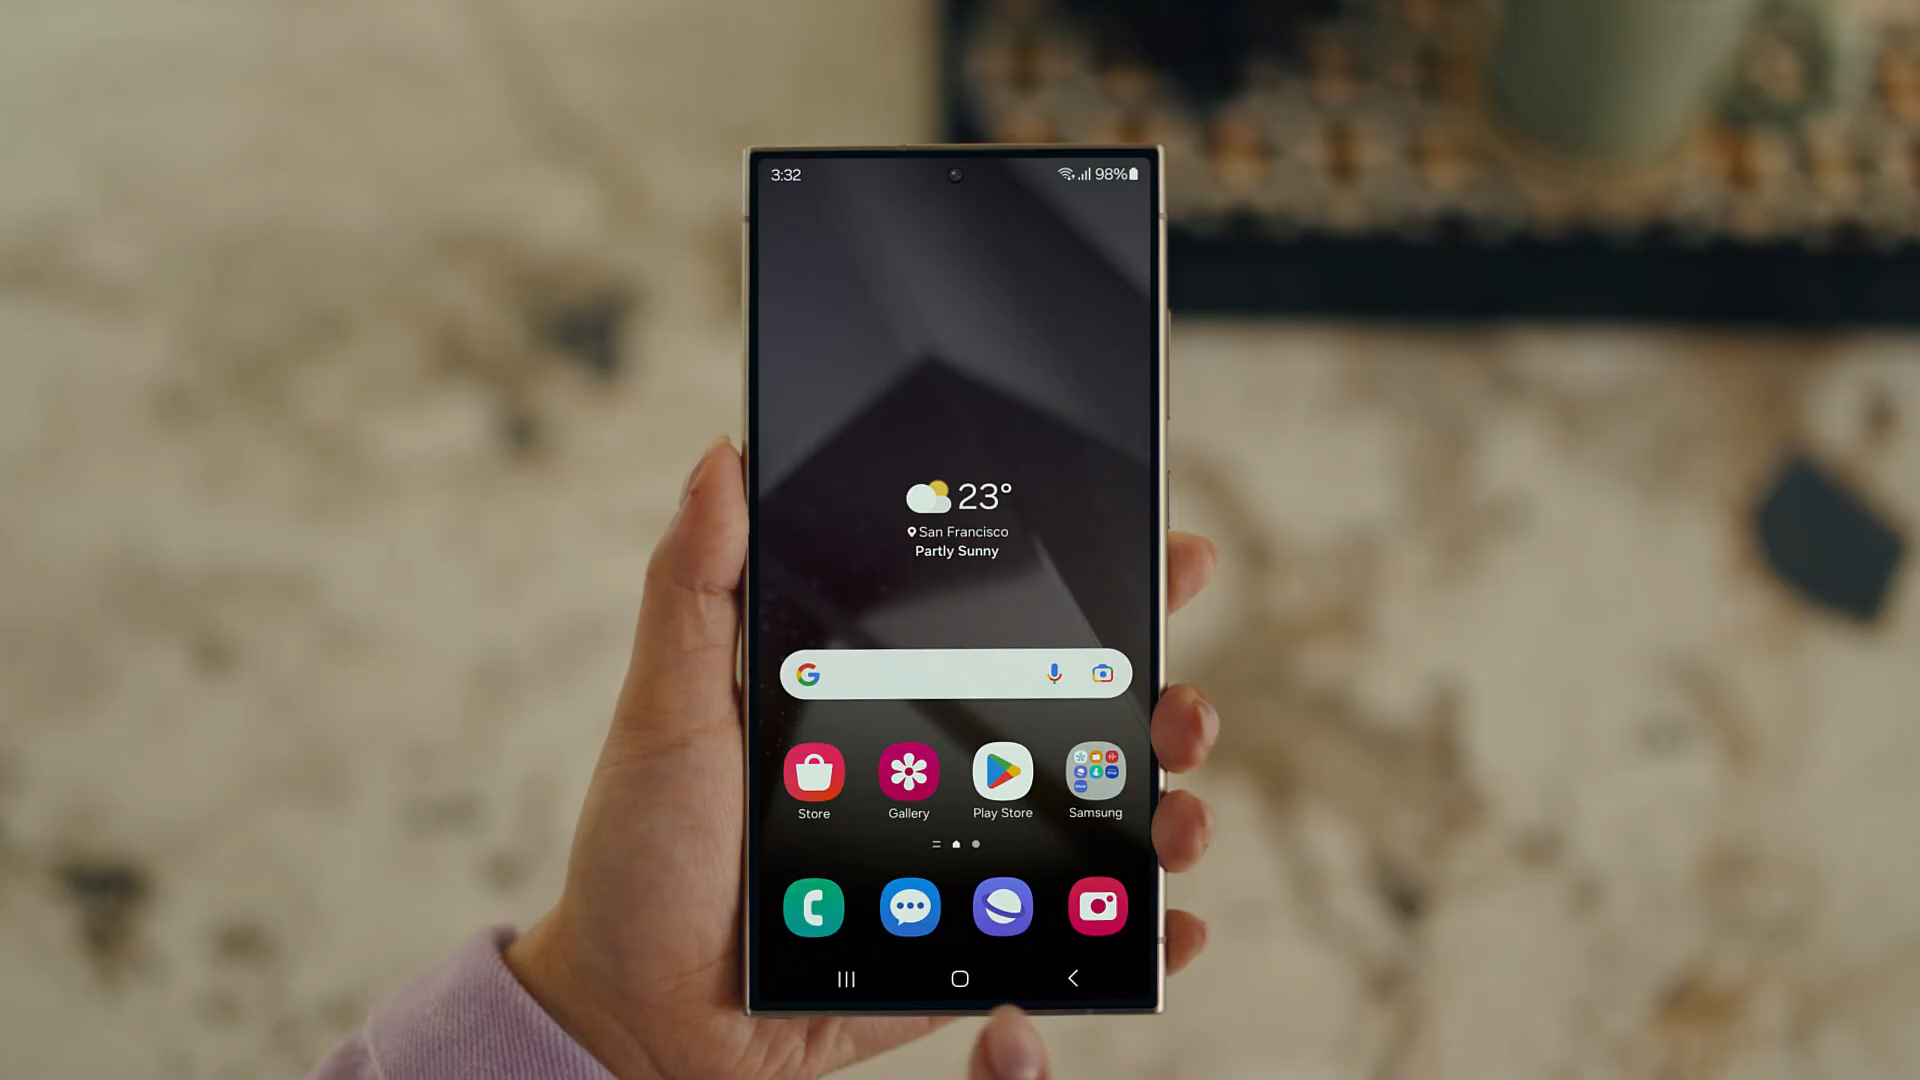 3:32
98%
23°
San Francisco
Partly Sunny
Store
Gallery
Play Store
Samsung